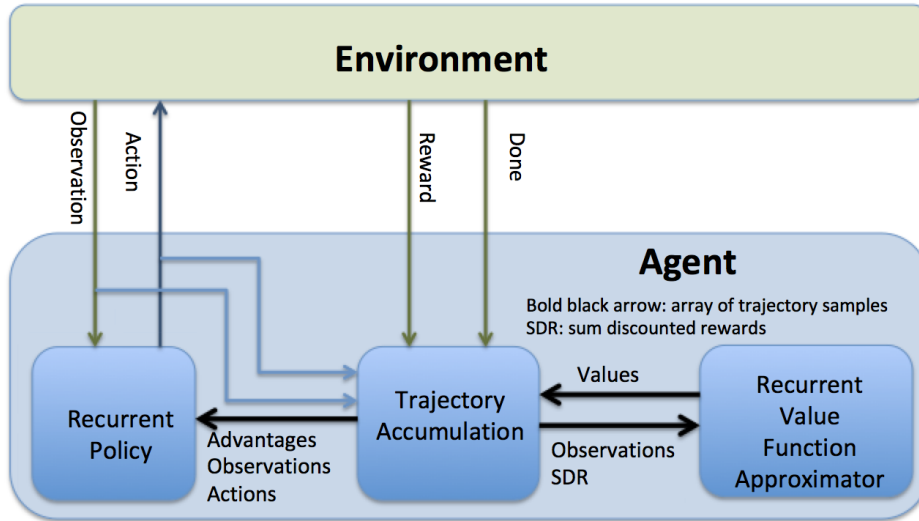 Environment
Observation
Action
Reward
Done
Agent
Bold black arrow: array of trajectory samples
SDR: sum discounted rewards
Recurrent
Policy
Advantages
Observations
Actions
Trajectory
Accumulation
Values
Observations
SDR
Recurrent
Value
Function
Approximator